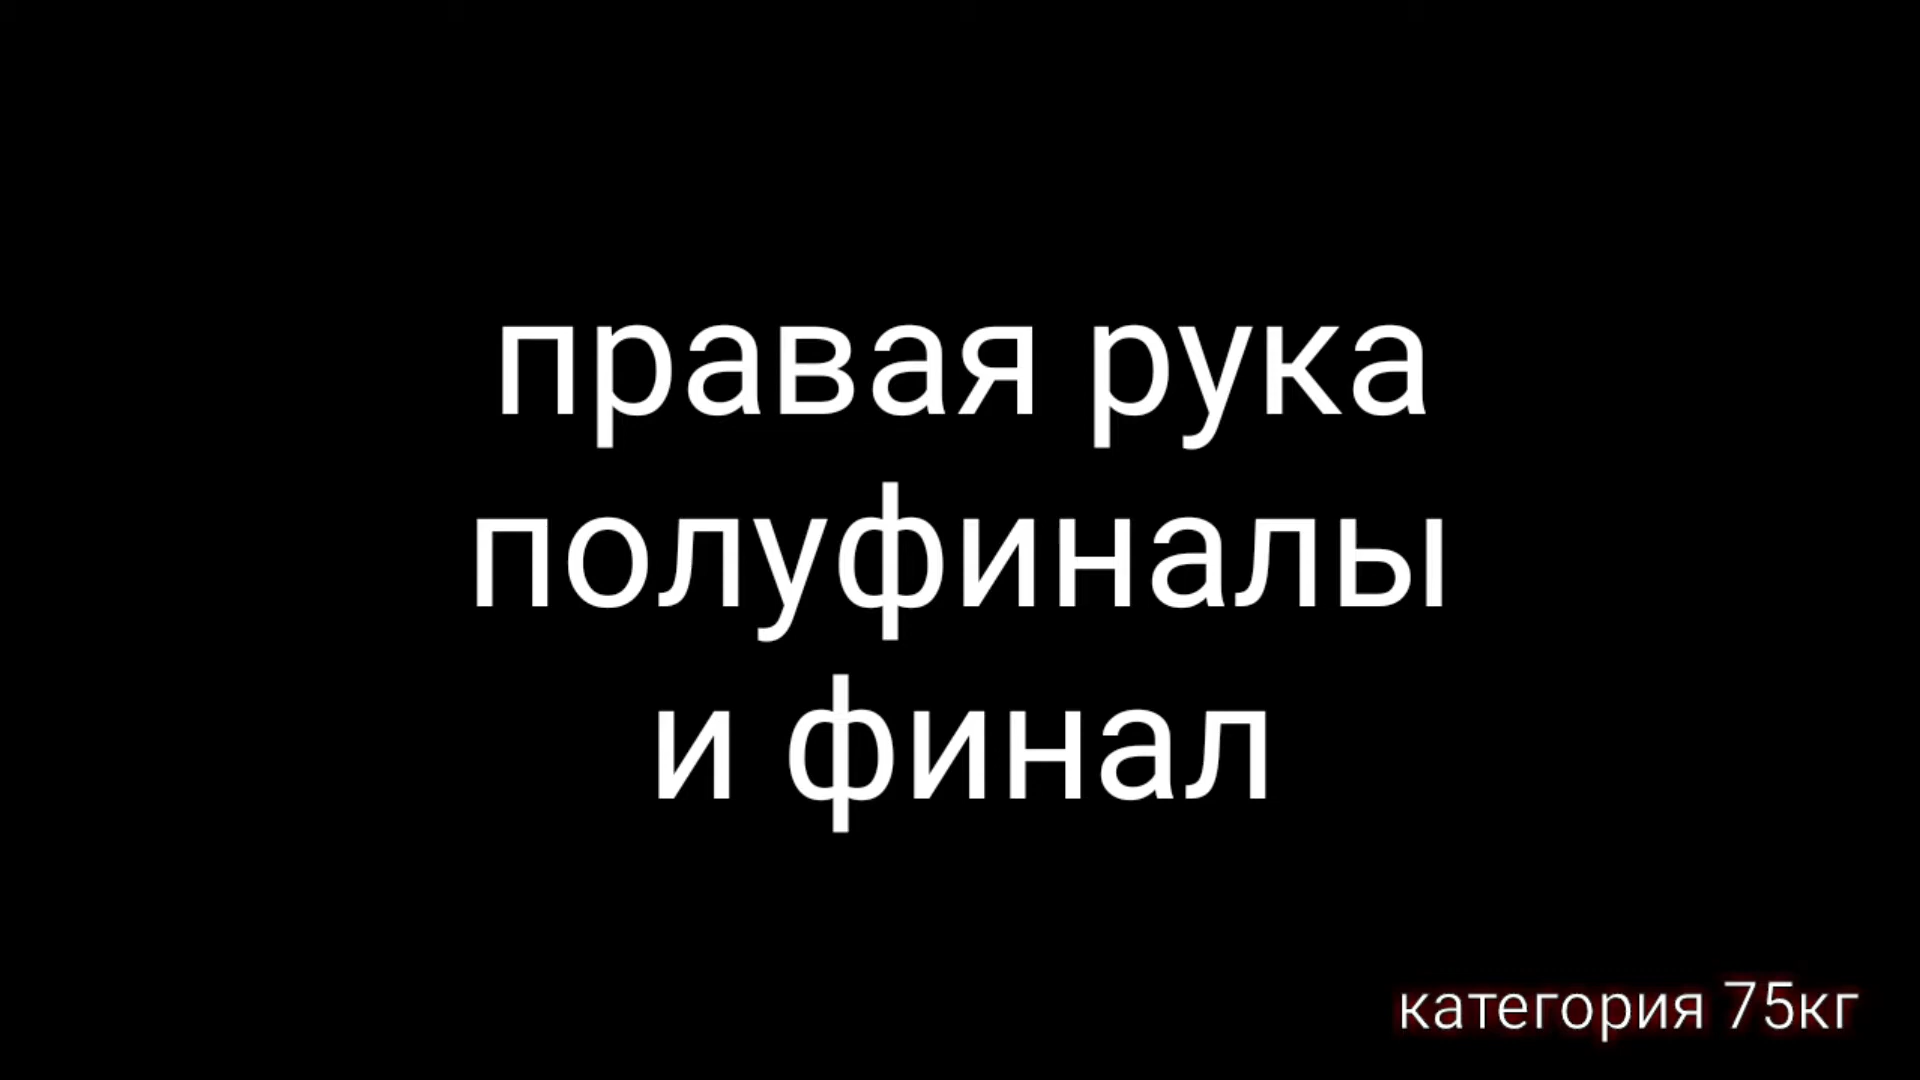 правая рука
полуфиналы
и финал
категория 75кг